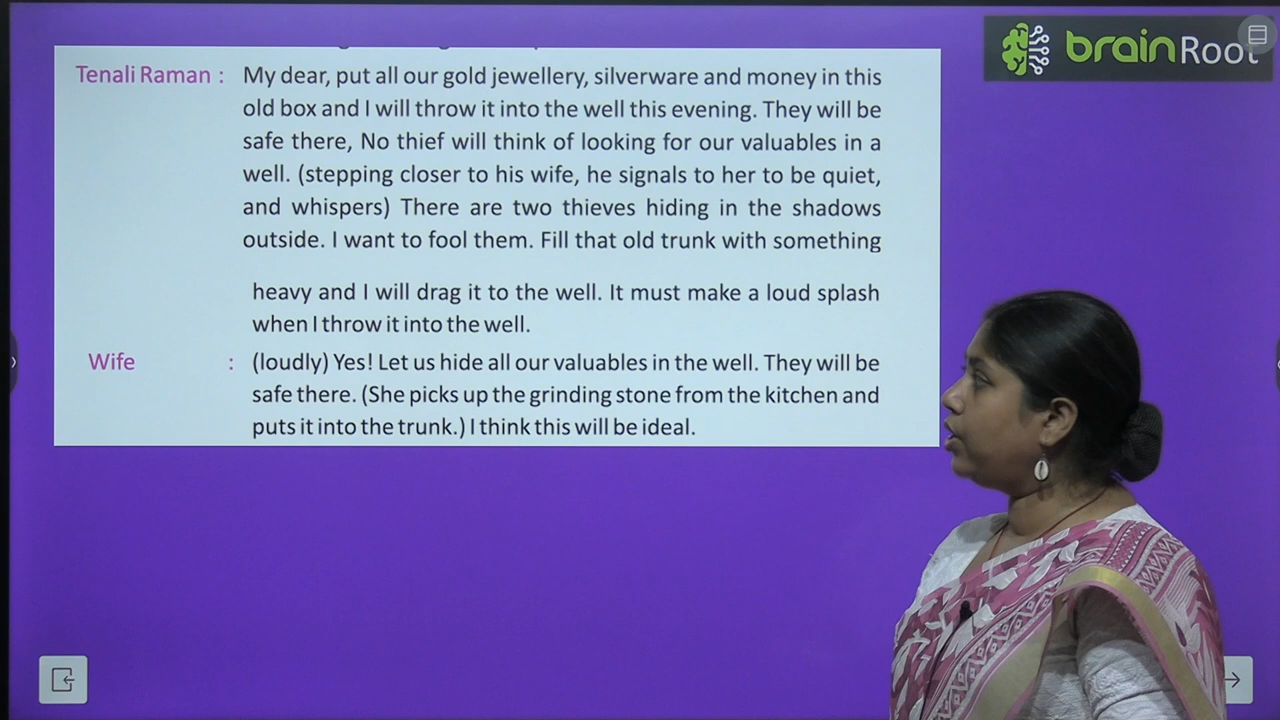 brainRoot
Tenali Raman : My dear, put all our gold jewellery, silverware and money in this
old box and I will throw it into the well this evening. They will be
safe there, No thief will think of looking for our valuables in a
well. (stepping closer to his wife, he signals to her to be quiet,
and whispers) There are two thieves hiding in the shadows
outside. I want to fool them. Fill that old trunk with something
heavy and I will drag it to the well. It must make a loud splash
when I throw it into the well.
Wife : (loudly) Yes! Let us hide all our valuables in the well. They will be
safe there. (She picks up the grinding stone from the kitchen and
puts it into the trunk.) I think this will be ideal.